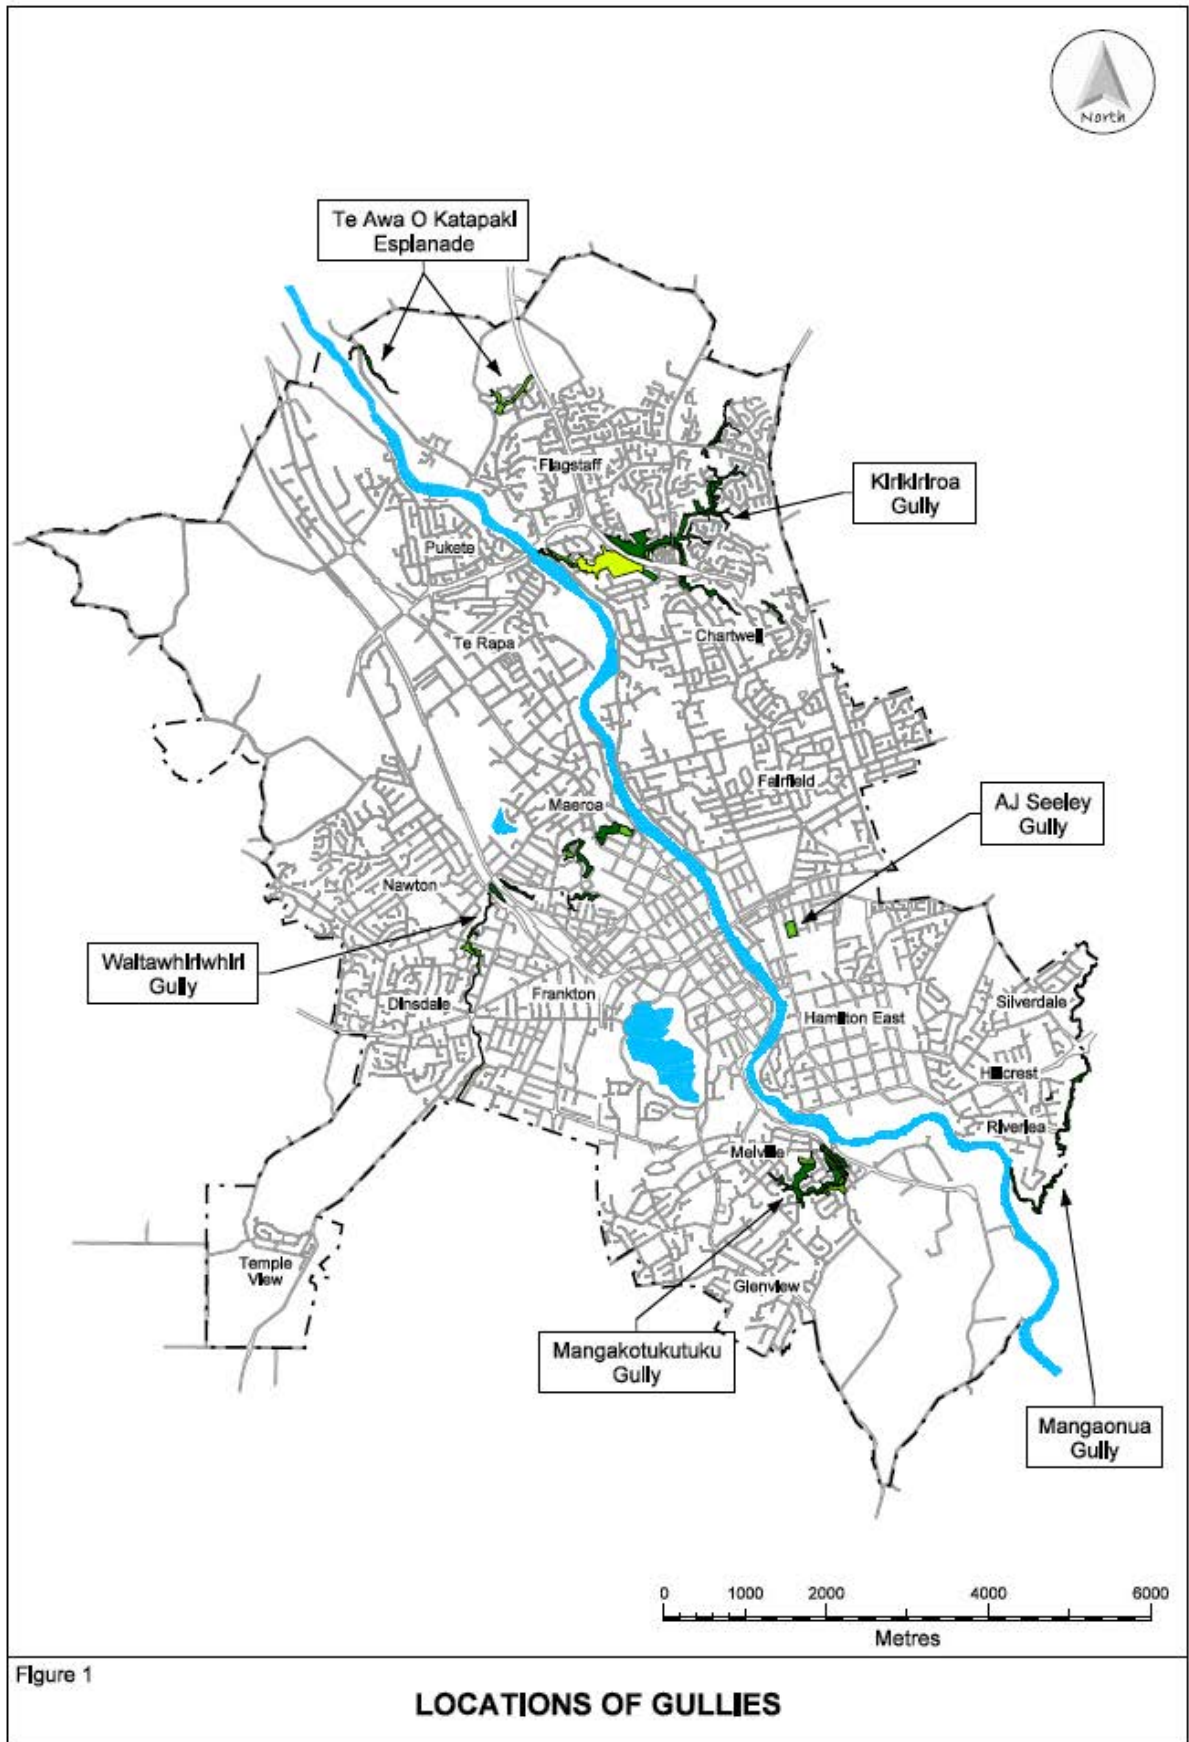 North
Te Awa O Katapaki
Esplanade
Flagstaff
Kirikiriroa
Gully
Pukete
Te Rapa
Chartwell
Fairfield
Maeroa
AJ Seeley
Gully
Nawton
Waitawhiriwhiri
Gully
Dinsdale
Frankton
Hamilton East
Silverdale
Hillcrest
Riverlea
Melville
Temple
View
Glenview
Mangakotukutuku
Gully
Mangaonua
Gully
0 1000 2000 4000 6000
Metres
Figure 1
LOCATIONS OF GULLIES